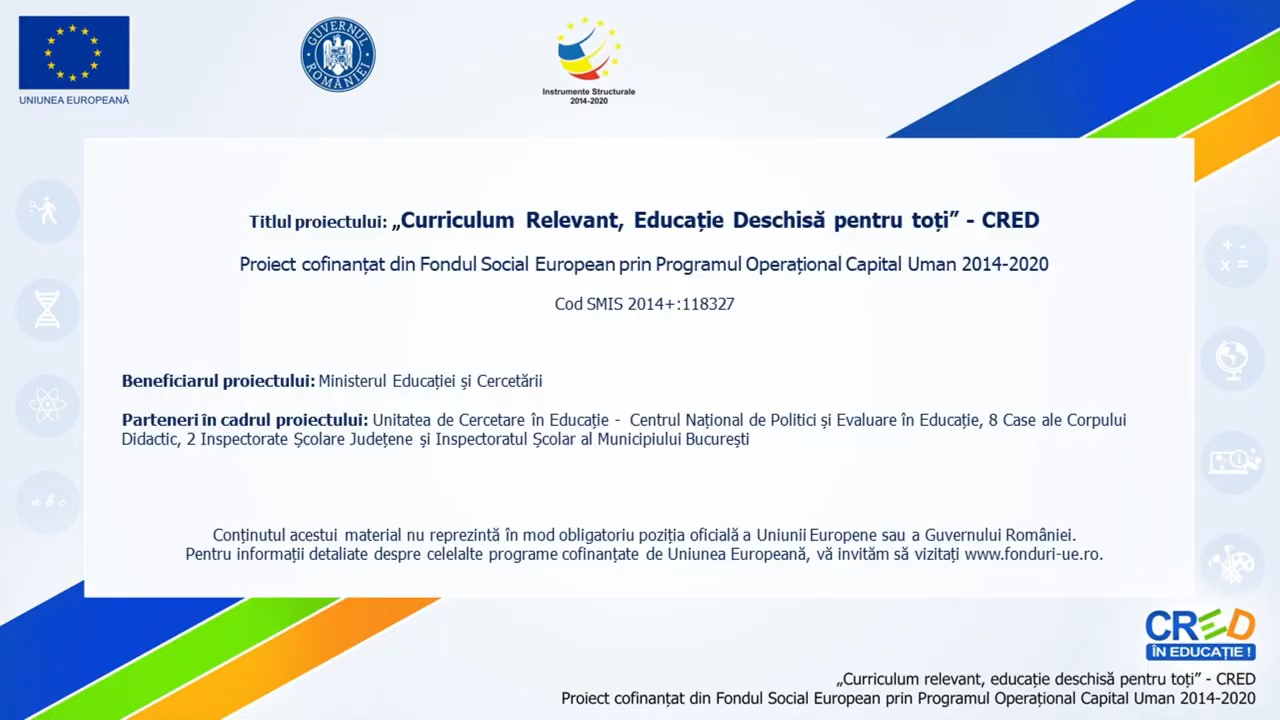 UNIUNEA EUROPEANĂ
GUVERNUL ROMÂNIEI
Instrumente Structurale
2014-2020
Titlul proiectului: „Curriculum Relevant, Educație Deschisă pentru toți” - CRED
Proiect cofinanțat din Fondul Social European prin Programul Operațional Capital Uman 2014-2020
Cod SMIS 2014+:118327
+ -
x =
Beneficiarul proiectului: Ministerul Educației și Cercetării
Parteneri în cadrul proiectului: Unitatea de Cercetare în Educație - Centrul Național de Politici și Evaluare în Educație, 8 Case ale Corpului
Didactic, 2 Inspectorate Școlare Județene și Inspectoratul Școlar al Municipiului București
a b c
Conținutul acestui material nu reprezintă în mod obligatoriu poziția oficială a Uniunii Europene sau a Guvernului României.
Pentru informații detaliate despre celelalte programe cofinanțate de Uniunea Europeană, vă invităm să vizitați www.fonduri-ue.ro.
CRED
ÎN EDUCAȚIE !
„Curriculum relevant, educație deschisă pentru toți” - CRED
Proiect cofinanțat din Fondul Social European prin Programul Operațional Capital Uman 2014-2020